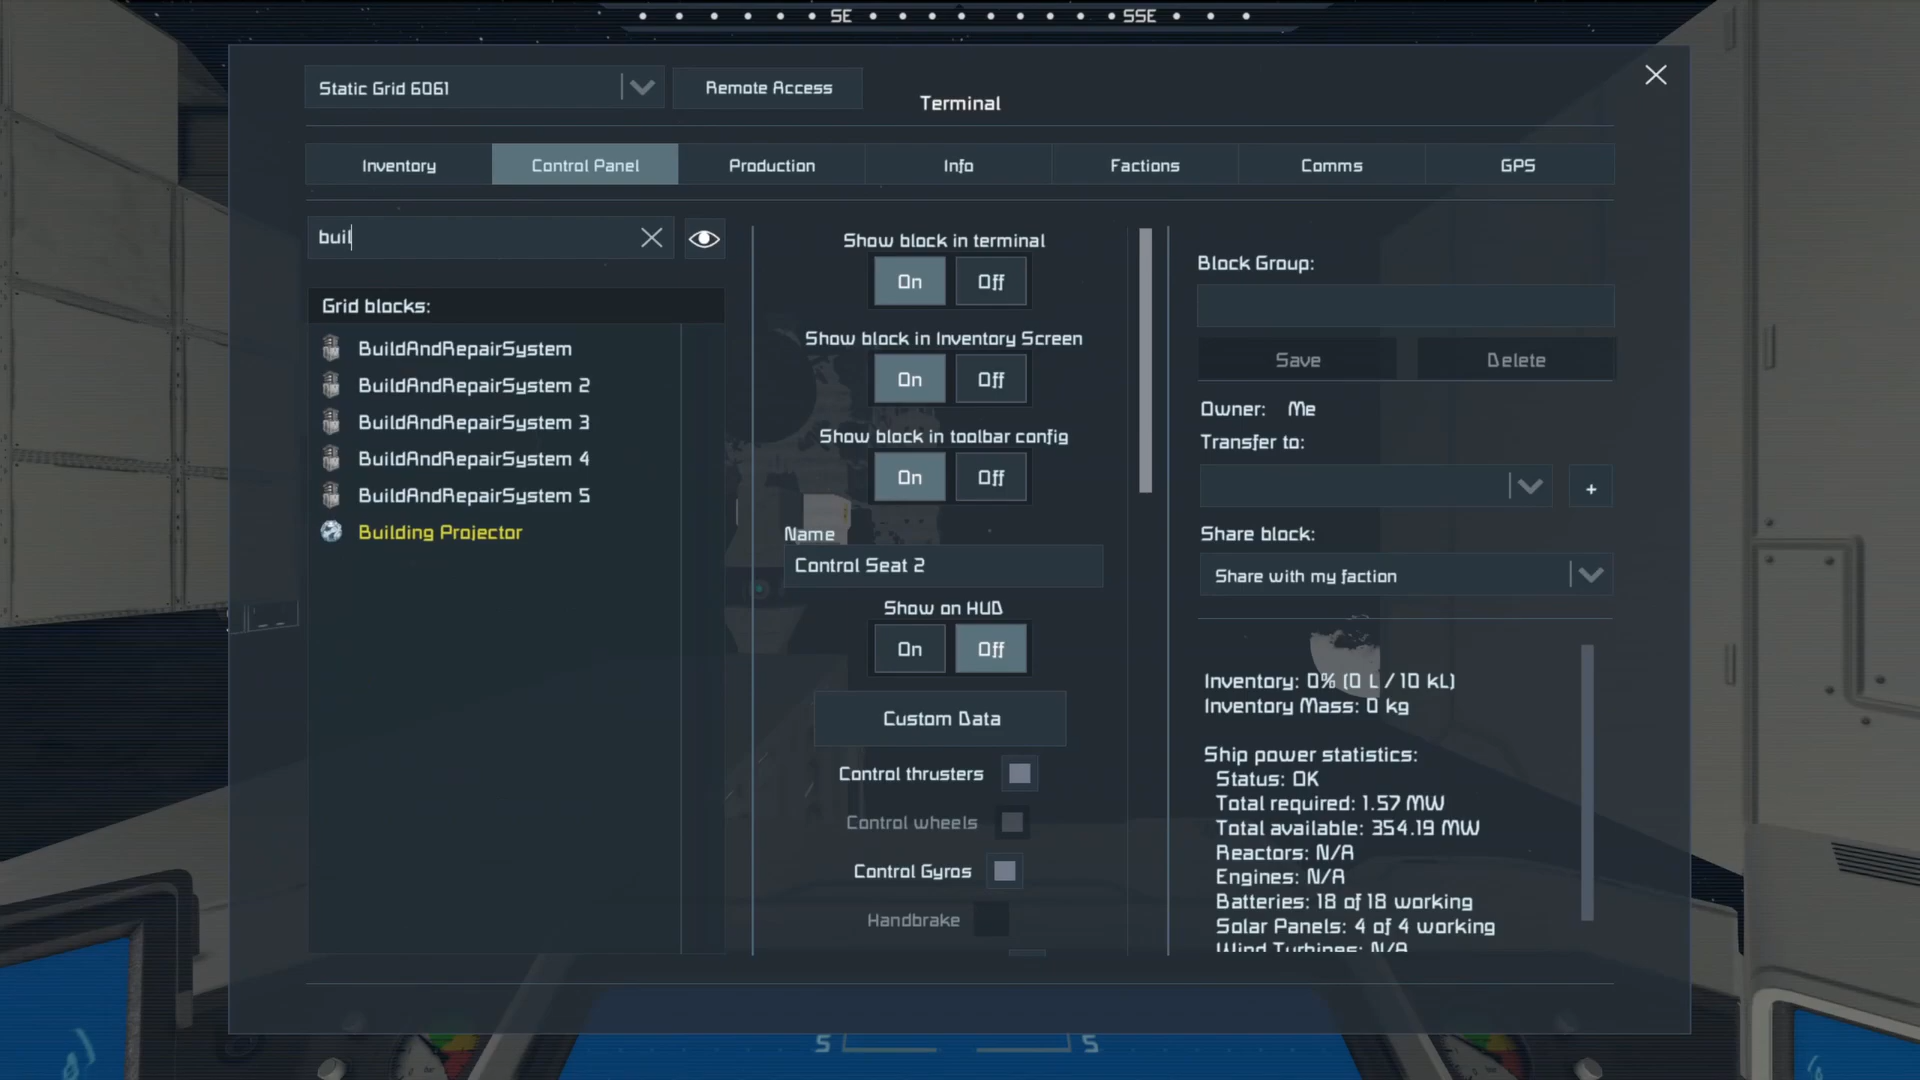 SE
SSE
Static Grid 6061
Remote Access
Terminal
Inventory
Control Panel
Production
Info
Factions
Comms
GPS
buil
Grid blocks:
BuildAndRepairSystem
BuildAndRepairSystem 2
BuildAndRepairSystem 3
BuildAndRepairSystem 4
BuildAndRepairSystem 5
Building Projector
Show block in terminal
On Off
Show block in Inventory Screen
On Off
Show block in toolbar config
On Off
Name
Control Seat 2
Show on HUD
On Off
Custom Data
Control thrusters
Control wheels
Control Gyros
Handbrake
Block Group:
Save
Delete
Owner: Me
Transfer to:
+
Share block:
Share with my faction
Inventory: 0% (0 L / 10 kL)
Inventory Mass: 0 kg
Ship power statistics:
Status: OK
Total required: 1.57 MW
Total available: 354.19 MW
Reactors: N/A
Engines: N/A
Batteries: 18 of 18 working
Solar Panels: 4 of 4 working
Wind Turbines: N/A
5 5